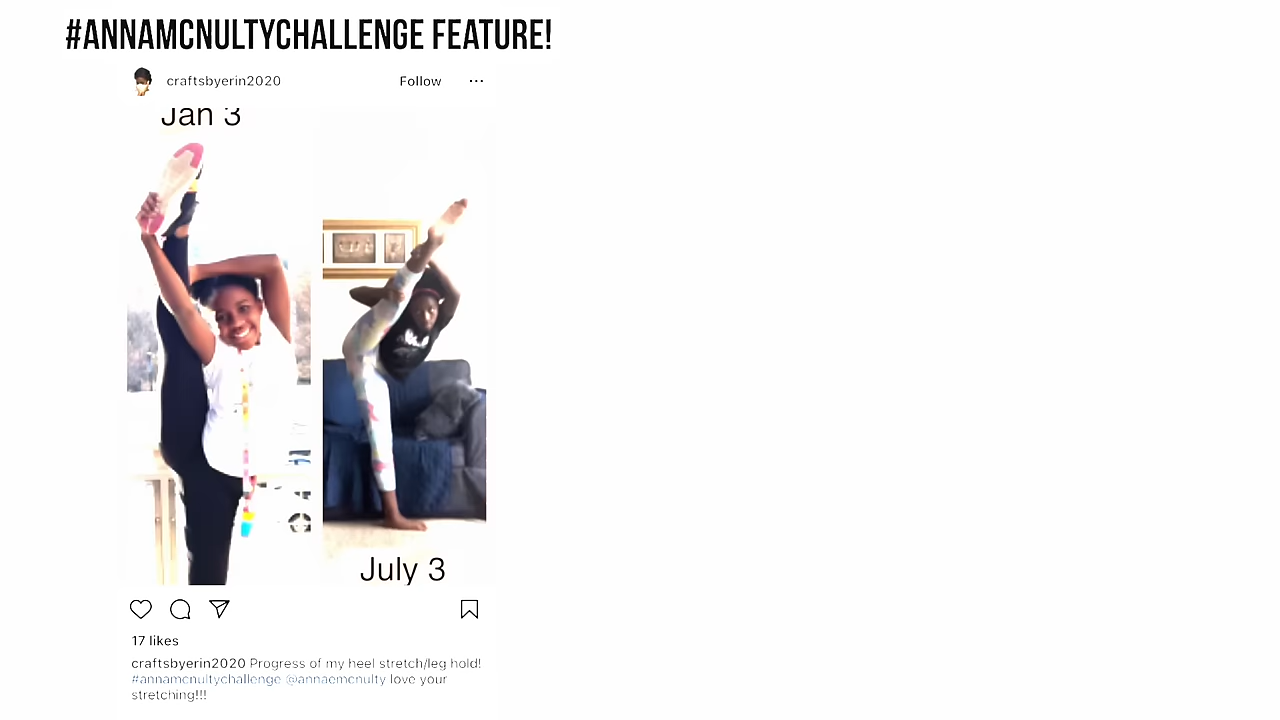 #ANNAMCNULTYCHALLENGE FEATURE!
craftsbyerin2020 Follow ...
Jan 3
July 3
17 likes
craftsbyerin2020 Progress of my heel stretch/leg hold!
#annamcnultychallenge @annaemcnulty love your
stretching!!!